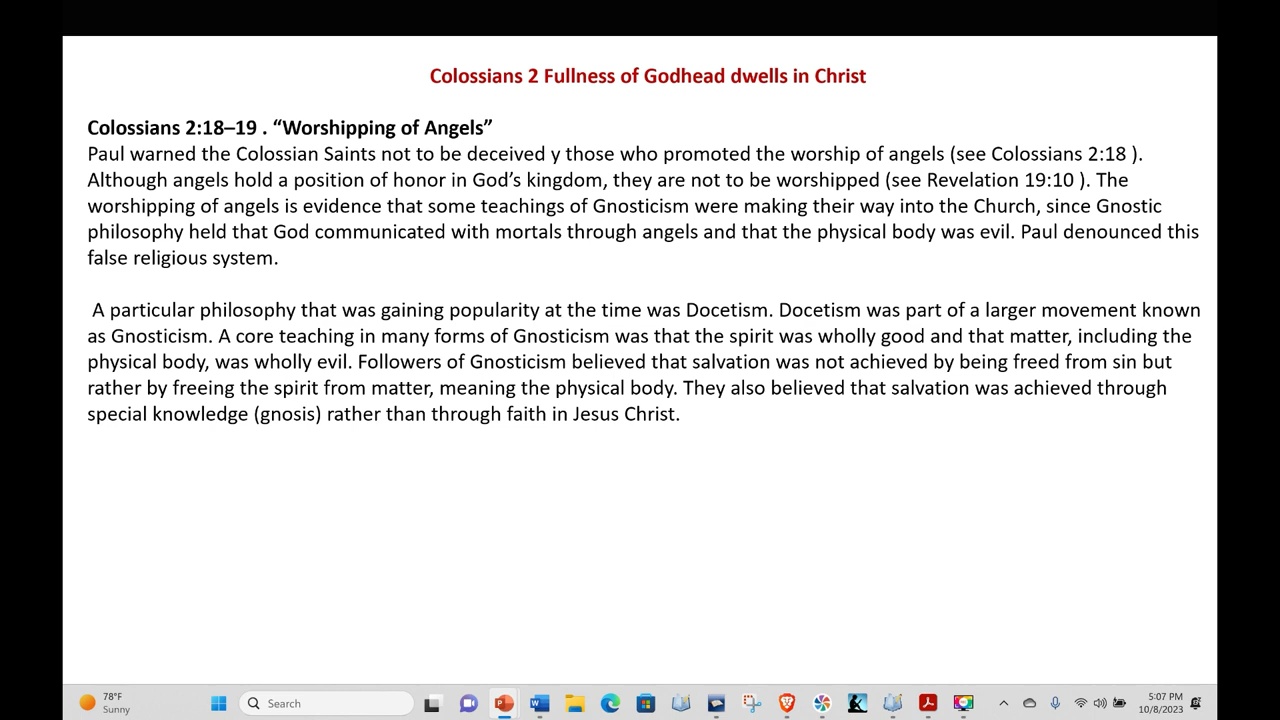 Colossians 2 Fullness of Godhead dwells in Christ
Colossians 2:18–19 . “Worshipping of Angels”
Paul warned the Colossian Saints not to be deceived y those who promoted the worship of angels (see Colossians 2:18 ).
Although angels hold a position of honor in God’s kingdom, they are not to be worshipped (see Revelation 19:10 ). The
worshipping of angels is evidence that some teachings of Gnosticism were making their way into the Church, since Gnostic
philosophy held that God communicated with mortals through angels and that the physical body was evil. Paul denounced this
false religious system.
A particular philosophy that was gaining popularity at the time was Docetism. Docetism was part of a larger movement known
as Gnosticism. A core teaching in many forms of Gnosticism was that the spirit was wholly good and that matter, including the
physical body, was wholly evil. Followers of Gnosticism believed that salvation was not achieved by being freed from sin but
rather by freeing the spirit from matter, meaning the physical body. They also believed that salvation was achieved through
special knowledge (gnosis) rather than through faith in Jesus Christ.
78°F
Sunny
Search
5:07 PM
10/8/2023